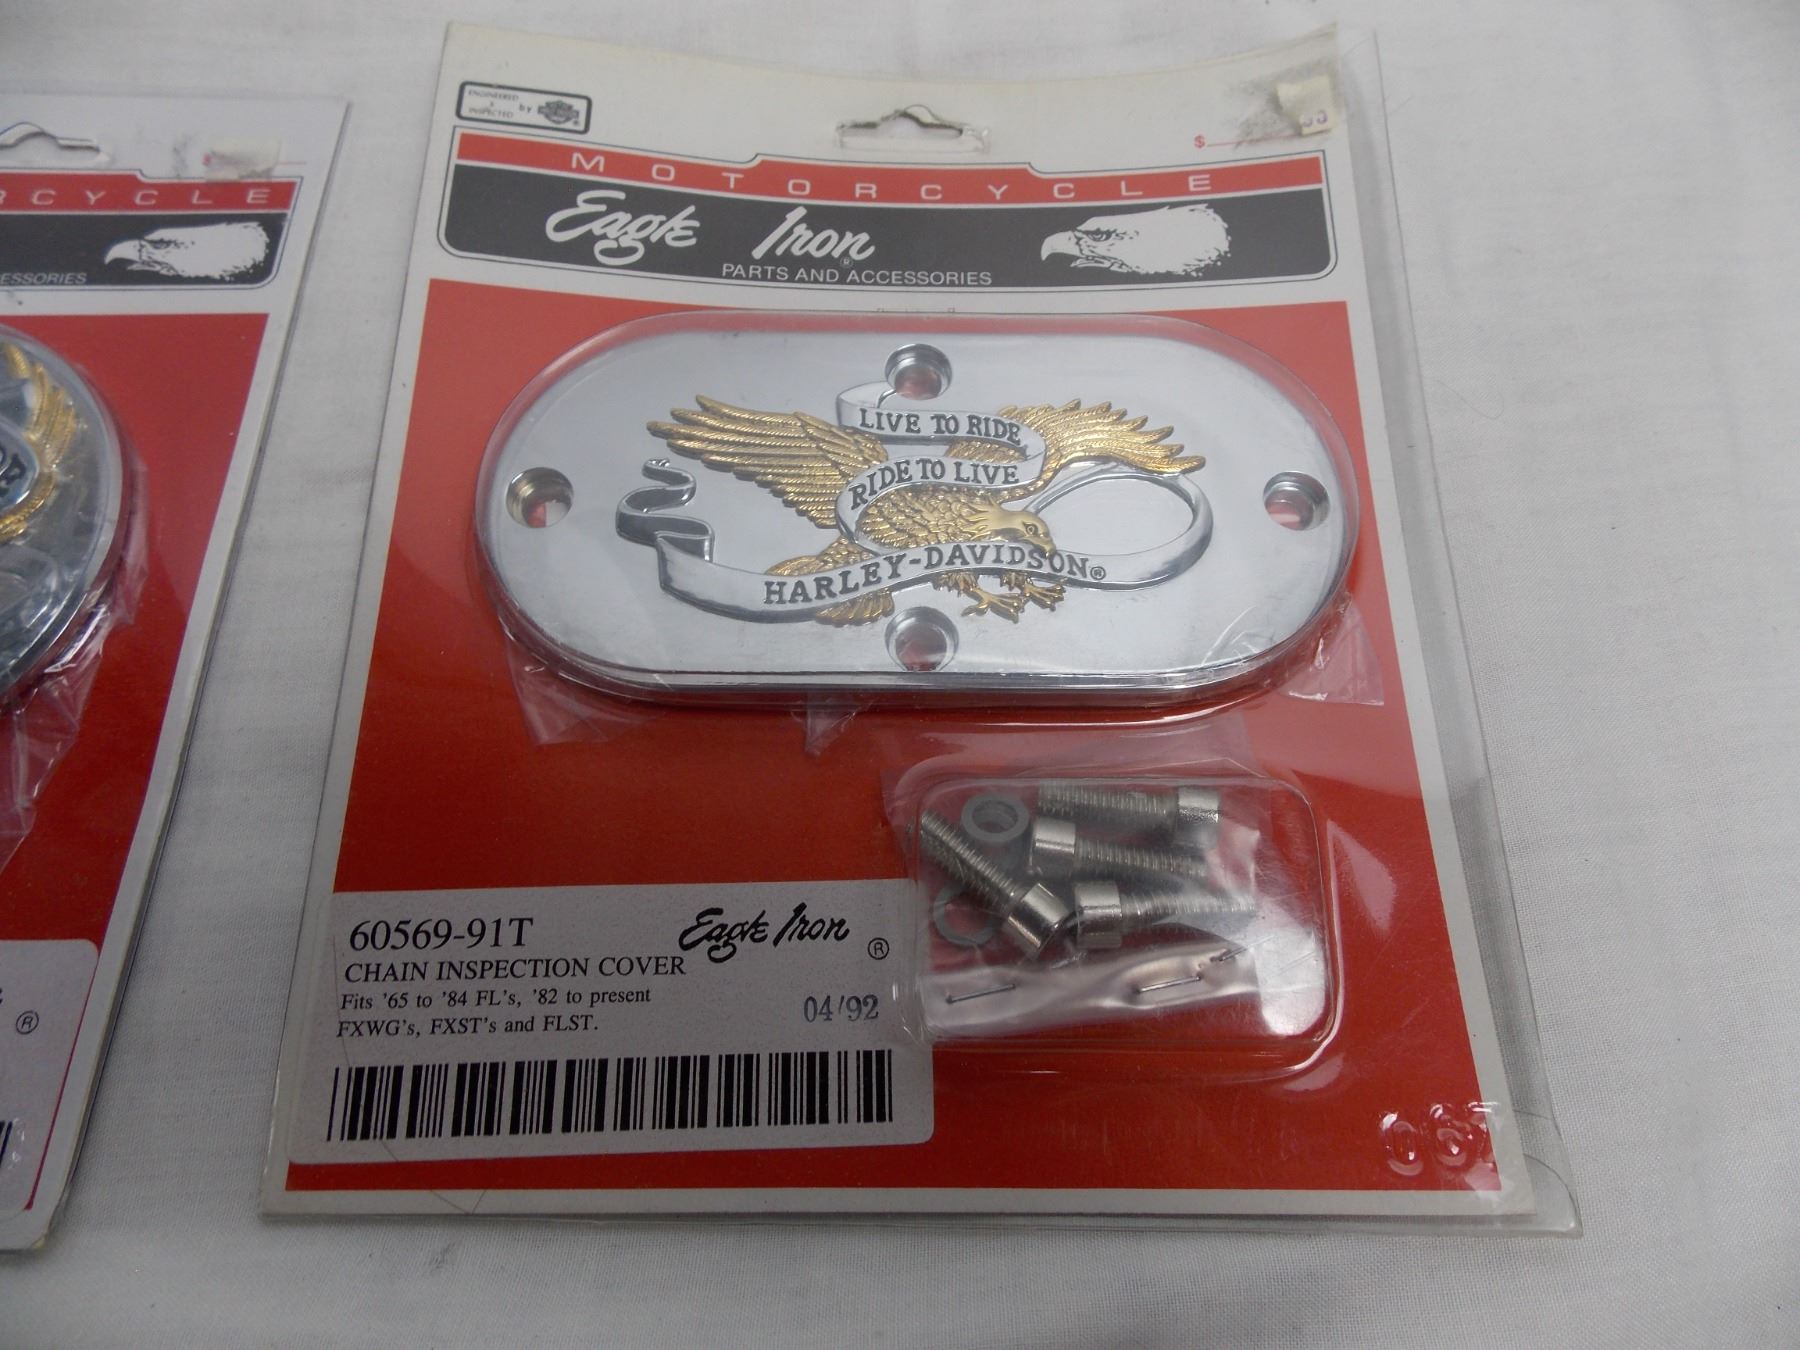 RCYCLE
ESSORIES
®
ENGINEERED
&
INSPECTED
by
®
$
MOTORCYCLE
Eagle Iron®
PARTS AND ACCESSORIES
LIVE TO RIDE
RIDE TO LIVE
HARLEY-DAVIDSON®
60569-91T
Eagle Iron ®
CHAIN INSPECTION COVER
Fits '65 to '84 FL's, '82 to present
FXWG's, FXST's and FLST.
04/92